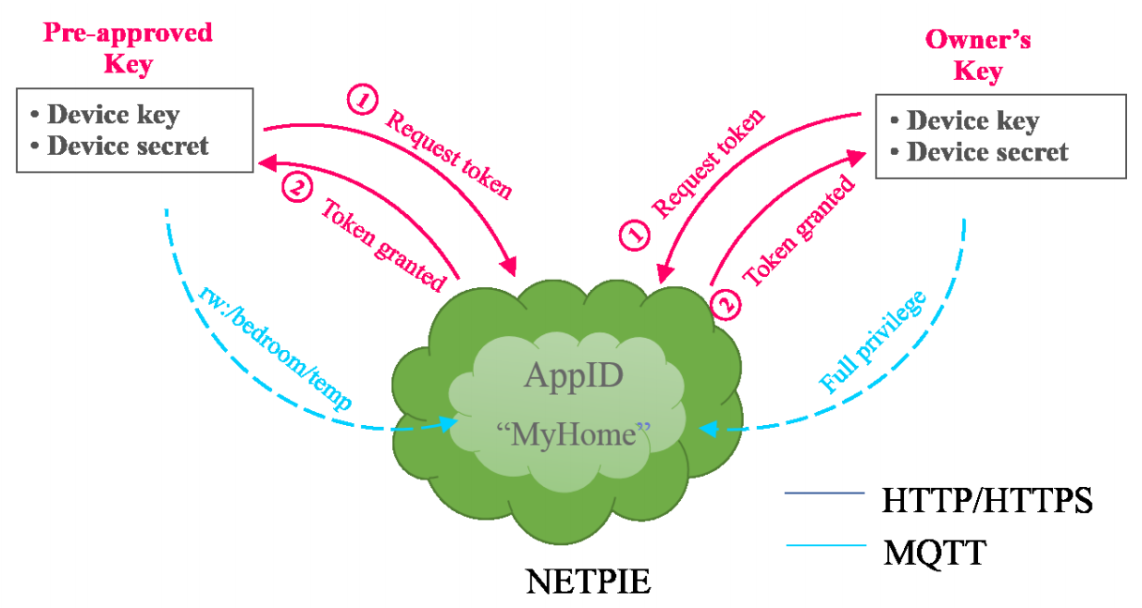 Pre-approved
Key
• Device key
• Device secret
Owner's
Key
• Device key
• Device secret
① Request token
② Token granted
① Request token
② Token granted
rw:/bedroom/temp
Full privilege
AppID
“MyHome”
NETPIE
HTTP/HTTPS
MQTT